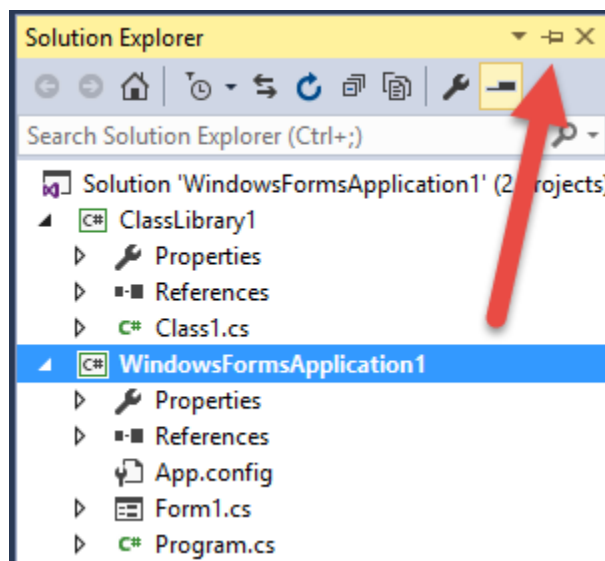 Solution Explorer
Search Solution Explorer (Ctrl+;)
Solution 'WindowsFormsApplication1' (2 rojects)
C# ClassLibrary1
Properties
References
C# Class1.cs
C# WindowsFormsApplication1
Properties
References
App.config
Form1.cs
C# Program.cs